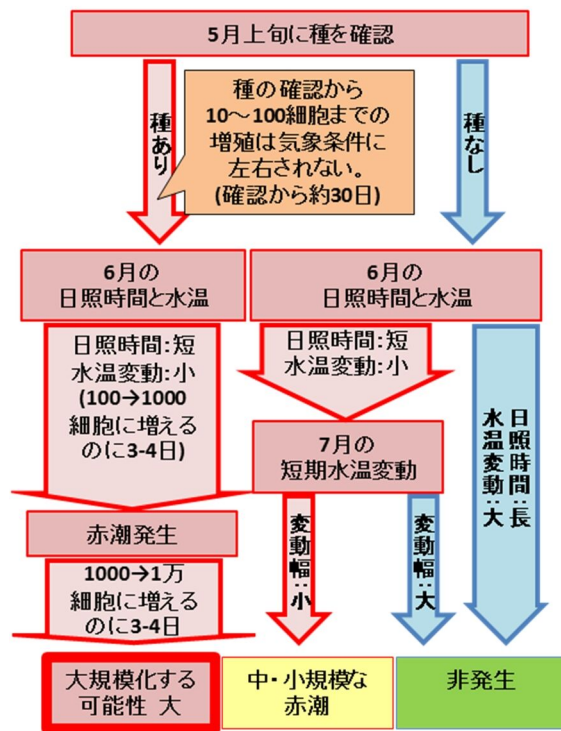 5月上旬に種を確認
種あり
種の確認から
10～100細胞までの
増殖は気象条件に
左右されない。
(確認から約30日)
種なし
6月の
日照時間と水温
6月の
日照時間と水温
日照時間:短
水温変動:小
(100→1000
細胞に増える
のに3-4日)
日照時間:短
水温変動:小
日照時間:長
水温変動:大
7月の
短期水温変動
赤潮発生
変動幅:小
変動幅:大
1000→1万
細胞に増える
のに3-4日
大規模化する
可能性 大
中・小規模な
赤潮
非発生